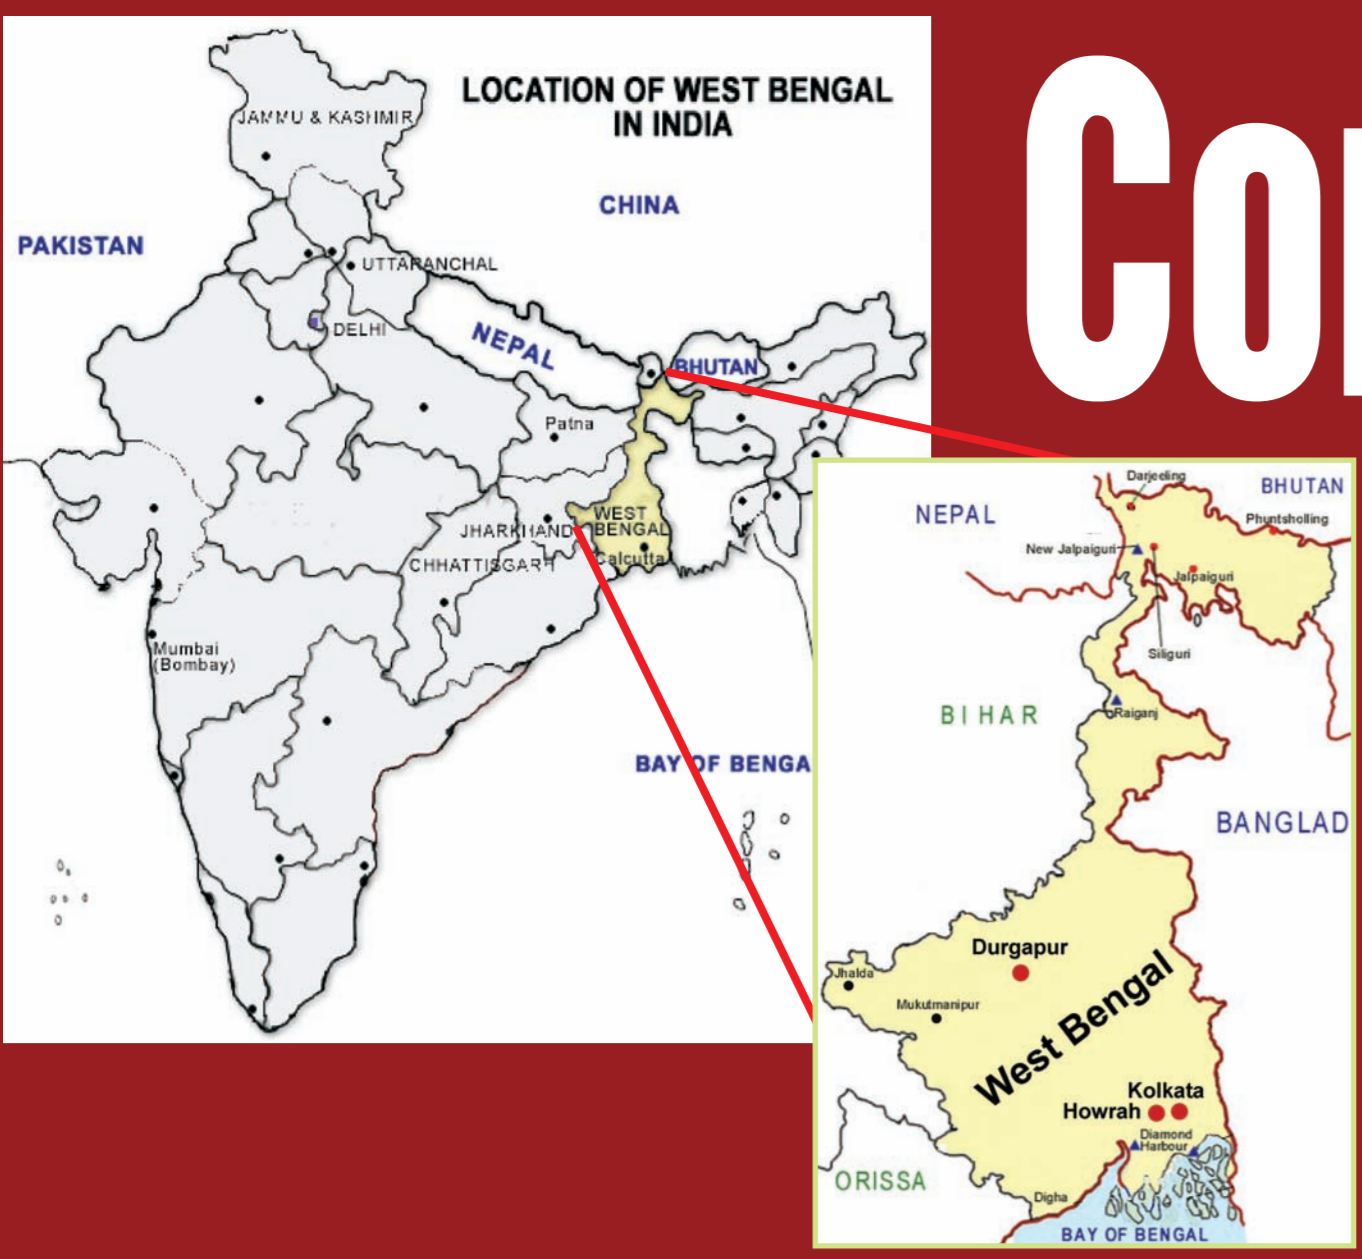 LOCATION OF WEST BENGAL
IN INDIA
Cor
JAMMU & KASHMIR
CHINA
PAKISTAN
UTTARANCHAL
DELHI
NEPAL
BHUTAN
Patna
WEST
BENGAL
JHARKHAND
Calcutta
CHHATTISGARH
Mumbai
(Bombay)
BAY OF BENGA
Darjeeling
BHUTAN
NEPAL
Phuntsholling
New Jalpaiguri
Jalpaiguri
Siliguri
BIHAR
Raiganj
BANGLAD
Durgapur
Jhalda
Mukutmanipur
West Bengal
Kolkata
Howrah
Diamond
Harbour
ORISSA
Digha
BAY OF BENGAL